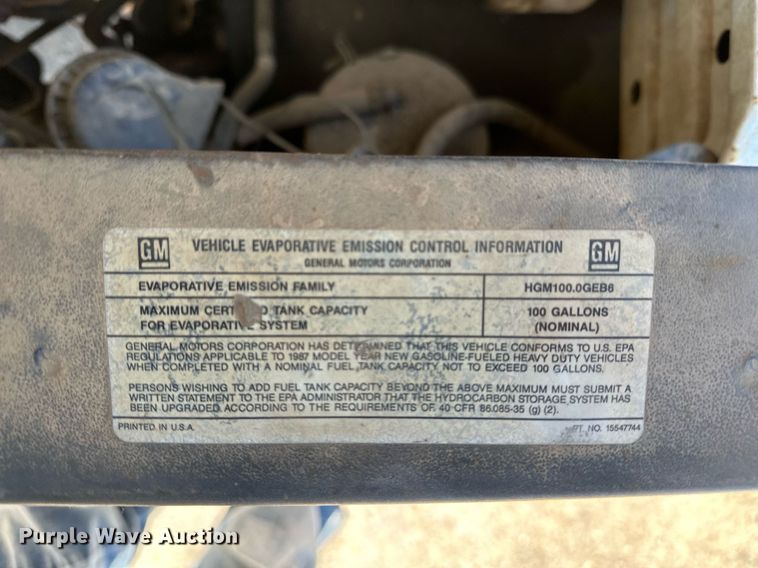 GM VEHICLE EVAPORATIVE EMISSION CONTROL INFORMATION GM
GENERAL MOTORS CORPORATION
EVAPORATIVE EMISSION FAMILY HGM100.0GEB6
MAXIMUM CERTIFIED TANK CAPACITY 100 GALLONS
FOR EVAPORATIVE SYSTEM (NOMINAL)
GENERAL MOTORS CORPORATION HAS DETERMINED THAT THIS VEHICLE CONFORMS TO U.S. EPA
REGULATIONS APPLICABLE TO 1987 MODEL YEAR NEW GASOLINE-FUELED HEAVY DUTY VEHICLES
WHEN COMPLETED WITH A NOMINAL FUEL TANK CAPACITY NOT TO EXCEED 100 GALLONS.
PERSONS WISHING TO ADD FUEL TANK CAPACITY BEYOND THE ABOVE MAXIMUM MUST SUBMIT A
WRITTEN STATEMENT TO THE EPA ADMINISTRATOR THAT THE HYDROCARBON STORAGE SYSTEM HAS
BEEN UPGRADED ACCORDING TO THE REQUIREMENTS OF 40 CFR 86.085-35 (g) (2).
PRINTED IN U.S.A. PT. NO. 15547744
Purple Wave Auction